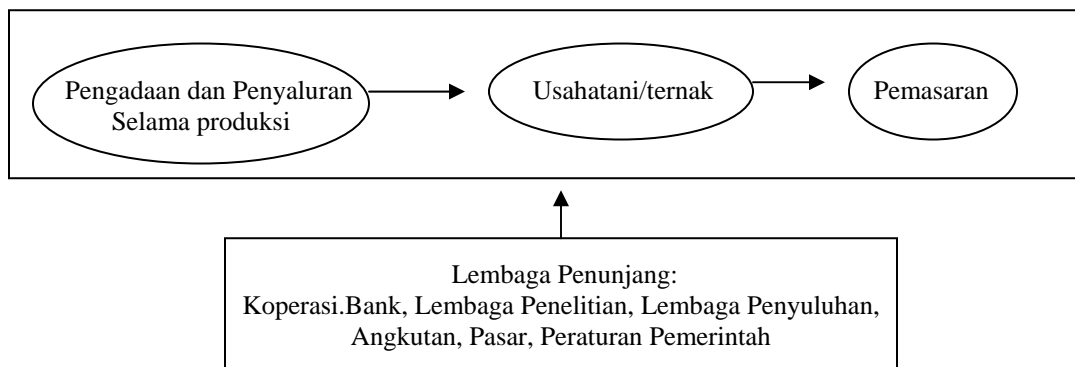 Pengadaan dan Penyaluran
Selama produksi
Usahatani/ternak
Pemasaran
Lembaga Penunjang:
Koperasi.Bank, Lembaga Penelitian, Lembaga Penyuluhan,
Angkutan, Pasar, Peraturan Pemerintah